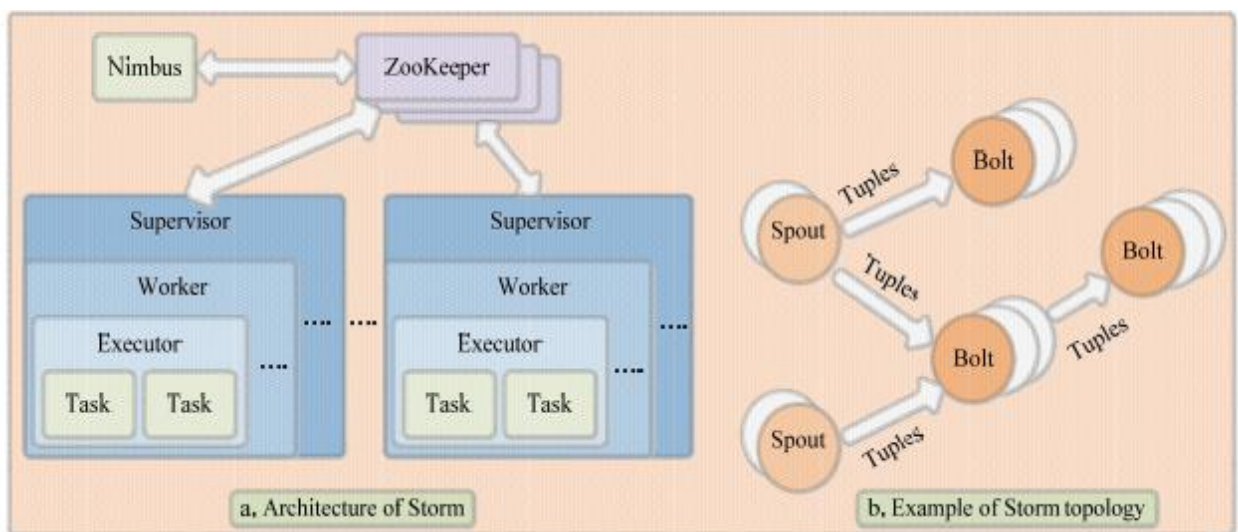 Nimbus
ZooKeeper
Supervisor
Worker
Executor
Task
Task
....
....
....
Supervisor
Worker
Executor
Task
Task
....
....
a, Architecture of Storm
Spout
Tuples
Bolt
Tuples
Bolt
Tuples
Bolt
Spout
Tuples
b, Example of Storm topology